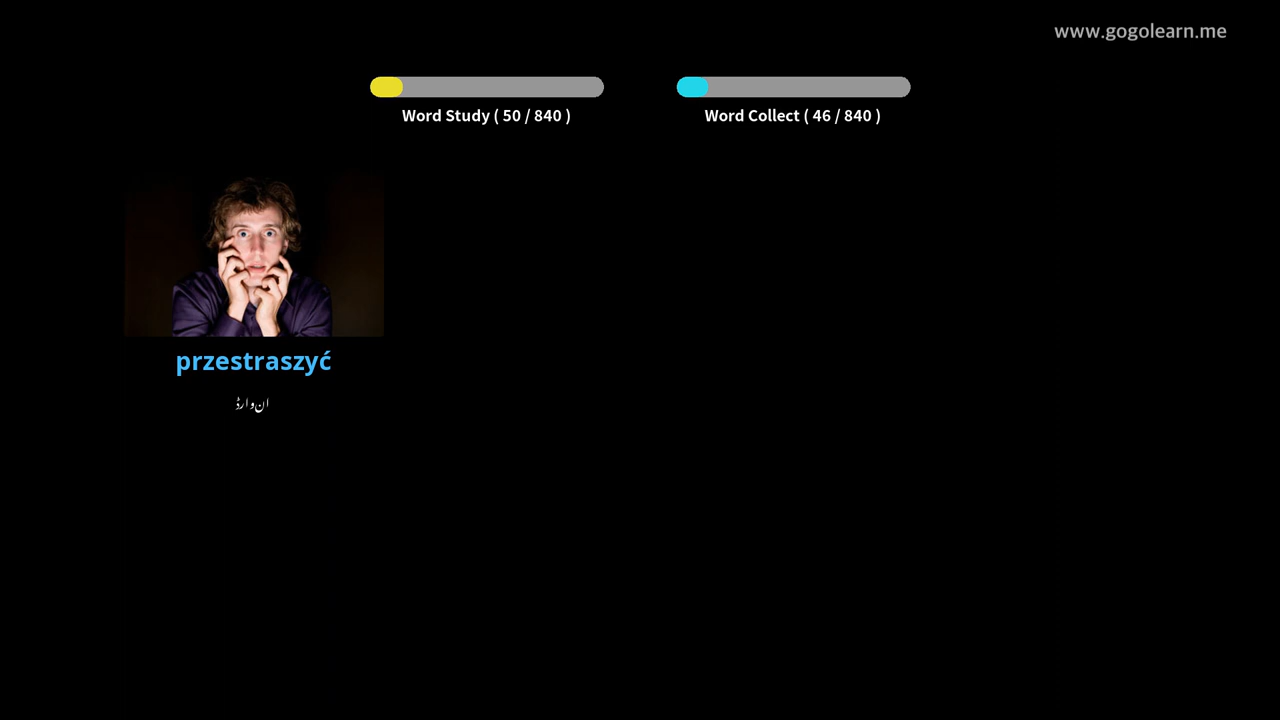 www.gogolearn.me
Word Study ( 50 / 840 )
Word Collect ( 46 / 840 )
przestraszyć
ان وارڈ